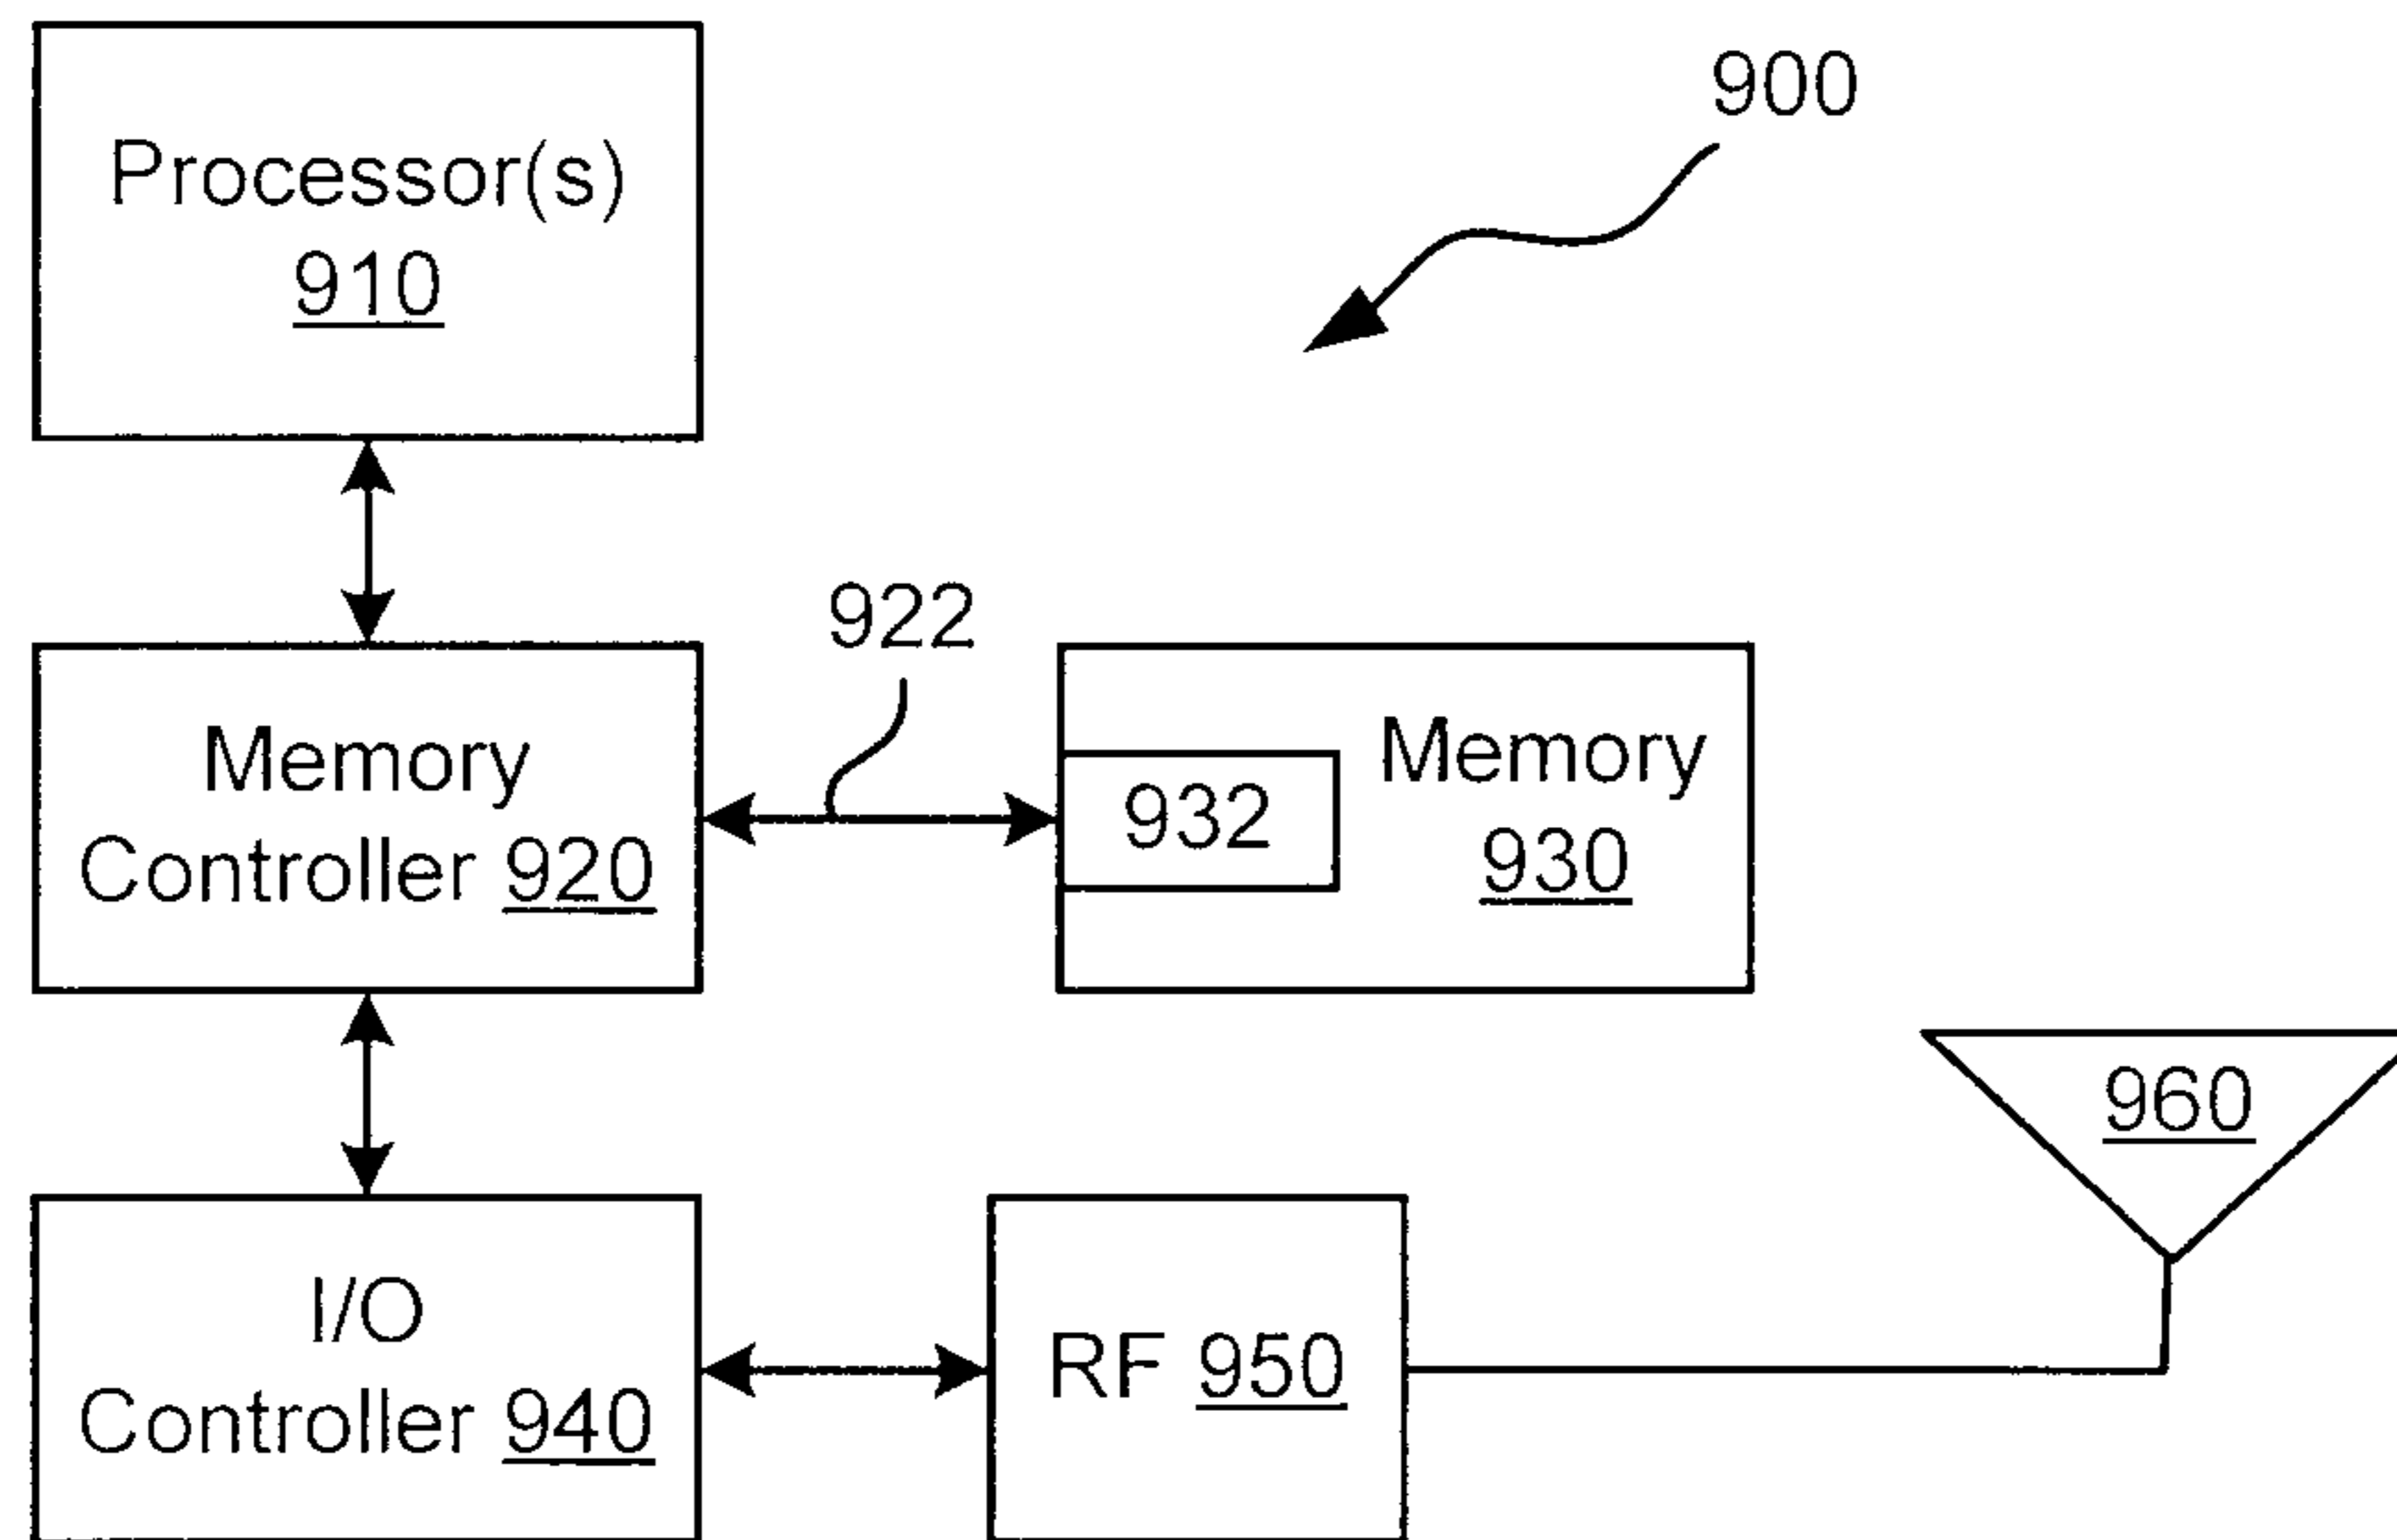 Processor(s)
910
900
922
Memory
Controller 920
932
Memory
930
960
I/O
Controller 940
RF 950